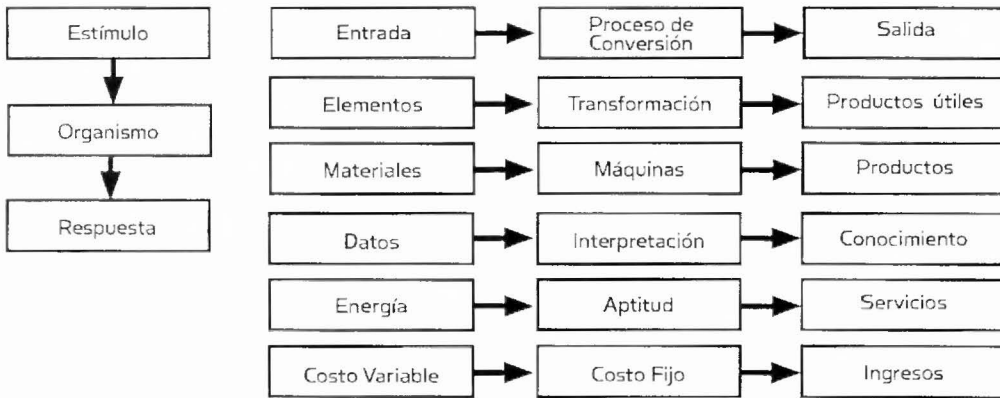 Estímulo
Organismo
Respuesta
Entrada
Proceso de
Conversión
Salida
Elementos
Transformación
Productos útiles
Materiales
Máquinas
Productos
Datos
Interpretación
Conocimiento
Energía
Aptitud
Servicios
Costo Variable
Costo Fijo
Ingresos